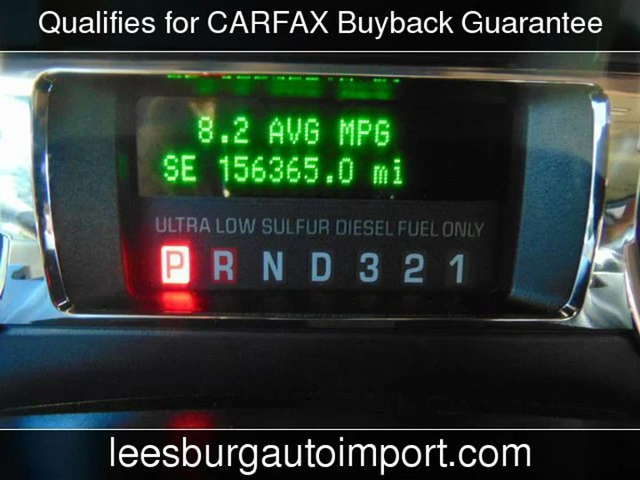 Qualifies for CARFAX Buyback Guarantee
8.2 AVG MPG
SE 156365.0 mi
ULTRA LOW SULFUR DIESEL FUEL ONLY
P R N D 3 2 1
leesburgautoimport.com